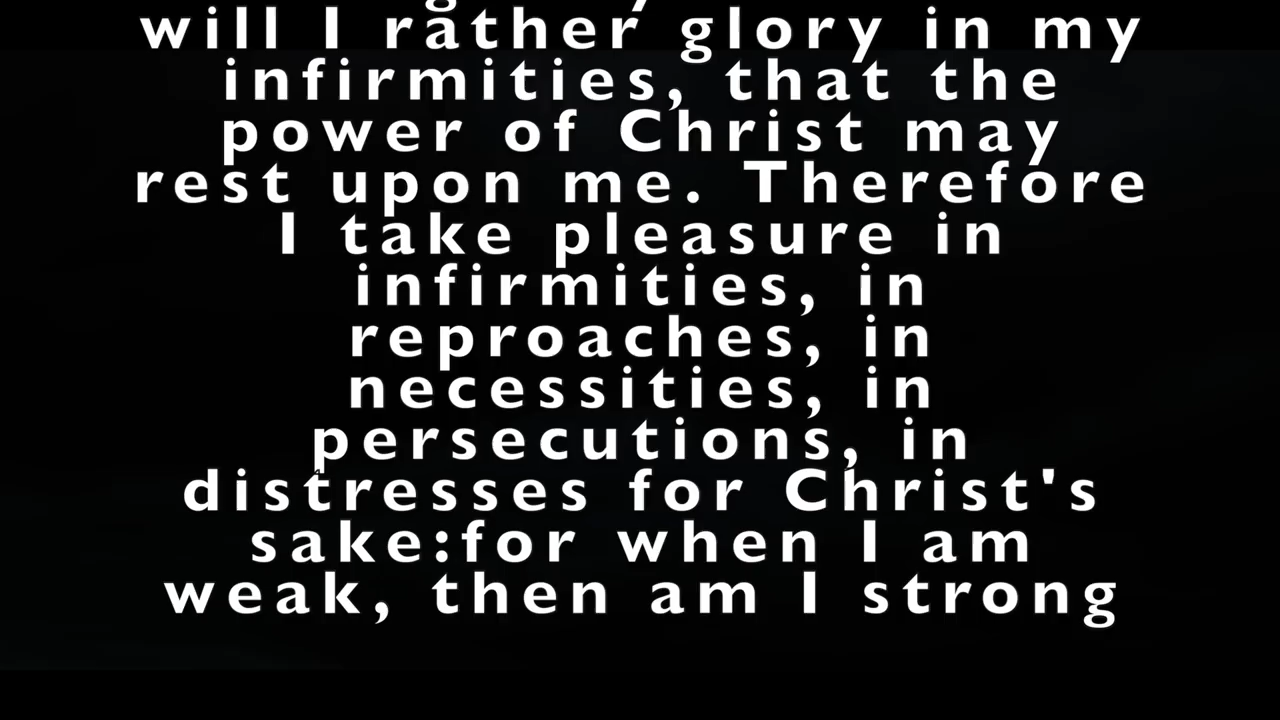 will I rather glory in my
infirmities, that the
power of Christ may
rest upon me. Therefore
I take pleasure in
infirmities, in
reproaches, in
necessities, in
persecutions, in
distresses for Christ's
sake:for when I am
weak, then am I strong